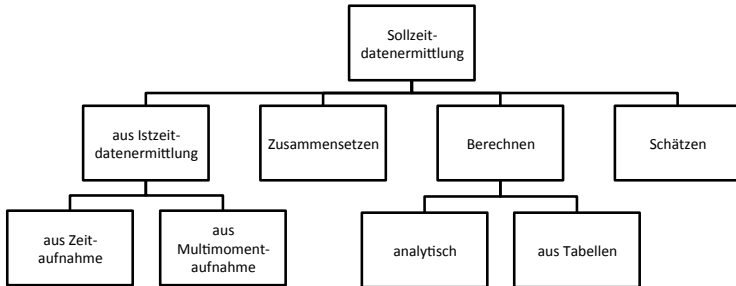 Sollzeit-
datenermittlung
aus Istzeit-
datenermittlung
Zusammensetzen
Berechnen
Schätzen
aus Zeit-
aufnahme
aus
Multimoment-
aufnahme
analytisch
aus Tabellen